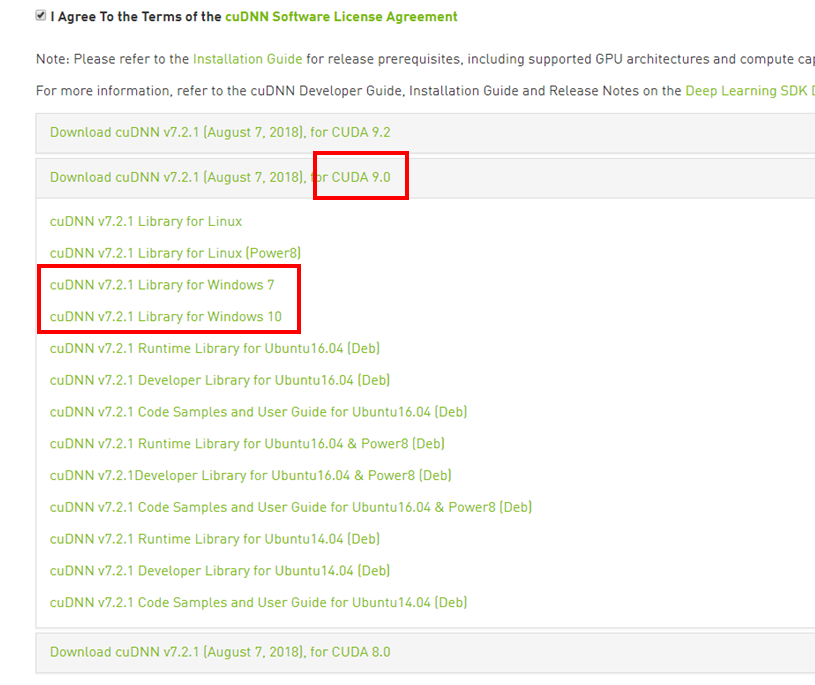 I Agree To the Terms of the cuDNN Software License Agreement
Note: Please refer to the Installation Guide for release prerequisites, including supported GPU architectures and compute
For more information, refer to the cuDNN Developer Guide, Installation Guide and Release Notes on the Deep Learning SDK
Download cuDNN v7.2.1 (August 7, 2018), for CUDA 9.2
Download cuDNN v7.2.1 (August 7, 2018), for CUDA 9.0
cuDNN v7.2.1 Library for Linux
cuDNN v7.2.1 Library for Linux (Power8)
cuDNN v7.2.1 Library for Windows 7
cuDNN v7.2.1 Library for Windows 10
cuDNN v7.2.1 Runtime Library for Ubuntu16.04 (Deb)
cuDNN v7.2.1 Developer Library for Ubuntu16.04 (Deb)
cuDNN v7.2.1 Code Samples and User Guide for Ubuntu16.04 (Deb)
cuDNN v7.2.1 Runtime Library for Ubuntu16.04 & Power8 (Deb)
cuDNN v7.2.1Developer Library for Ubuntu16.04 & Power8 (Deb)
cuDNN v7.2.1 Code Samples and User Guide for Ubuntu16.04 & Power8 (Deb)
cuDNN v7.2.1 Runtime Library for Ubuntu14.04 (Deb)
cuDNN v7.2.1 Developer Library for Ubuntu14.04 (Deb)
cuDNN v7.2.1 Code Samples and User Guide for Ubuntu14.04 (Deb)
Download cuDNN v7.2.1 (August 7, 2018), for CUDA 8.0